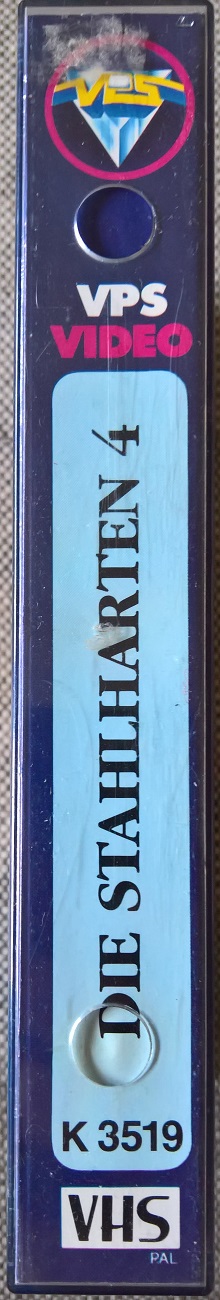 VPS
VPS
VIDEO
DIE STAHLHARTEN 4
K 3519
VHS
PAL